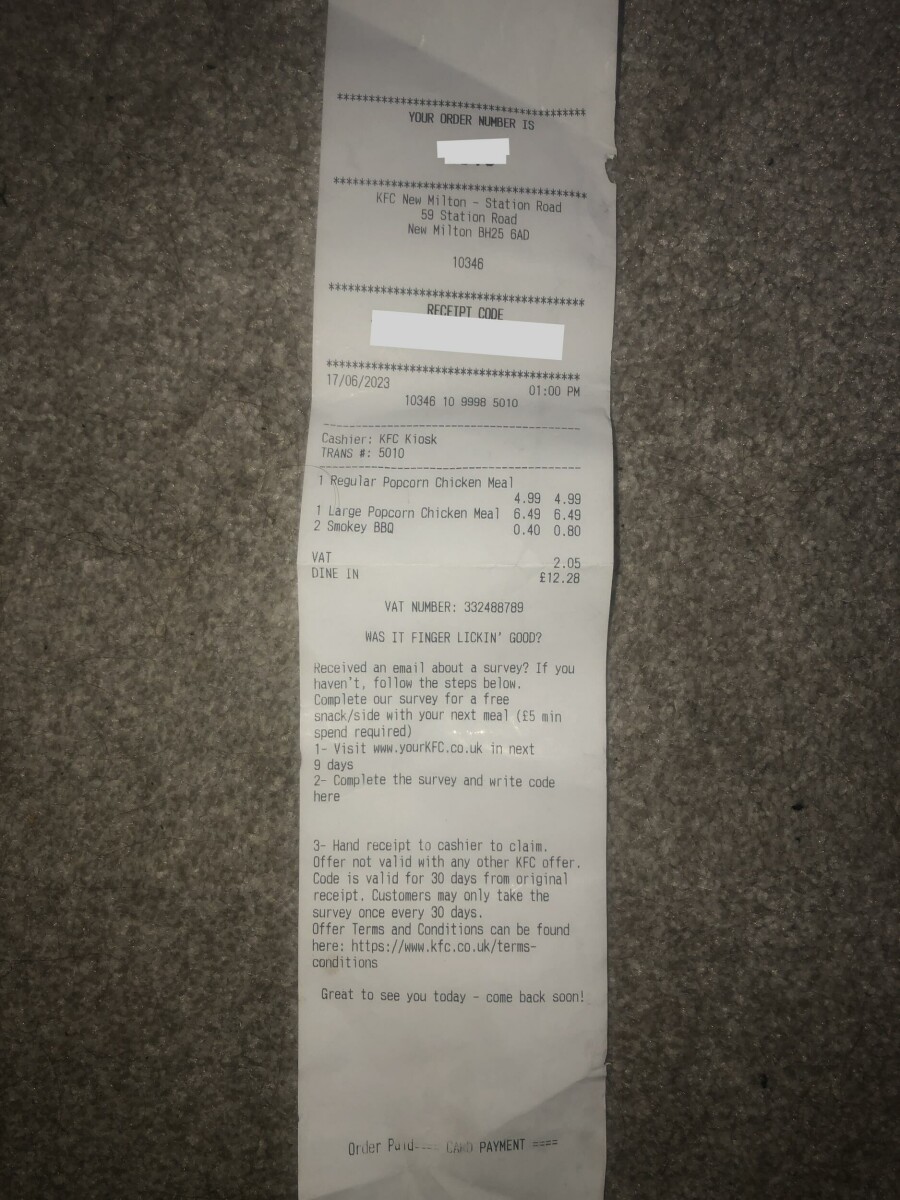 ****************************************
YOUR ORDER NUMBER IS
****************************************
KFC New Milton - Station Road
59 Station Road
New Milton BH25 6AD
10346
****************************************
RECEIPT CODE
****************************************
17/06/2023 01:00 PM
10346 10 9998 5010
----------------------------------------
Cashier: KFC Kiosk
TRANS #: 5010
----------------------------------------
1 Regular Popcorn Chicken Meal
4.99 4.99
1 Large Popcorn Chicken Meal 6.49 6.49
2 Smokey BBQ 0.40 0.80
VAT 2.05
DINE IN £12.28
VAT NUMBER: 332488789
WAS IT FINGER LICKIN' GOOD?
Received an email about a survey? If you
haven't, follow the steps below.
Complete our survey for a free
snack/side with your next meal (£5 min
spend required)
1- Visit www.yourKFC.co.uk in next
9 days
2- Complete the survey and write code
here
3- Hand receipt to cashier to claim.
Offer not valid with any other KFC offer.
Code is valid for 30 days from original
receipt. Customers may only take the
survey once every 30 days.
Offer Terms and Conditions can be found
here: https://www.kfc.co.uk/terms-
conditions
Great to see you today - come back soon!
Order Paid==== CARD PAYMENT ====